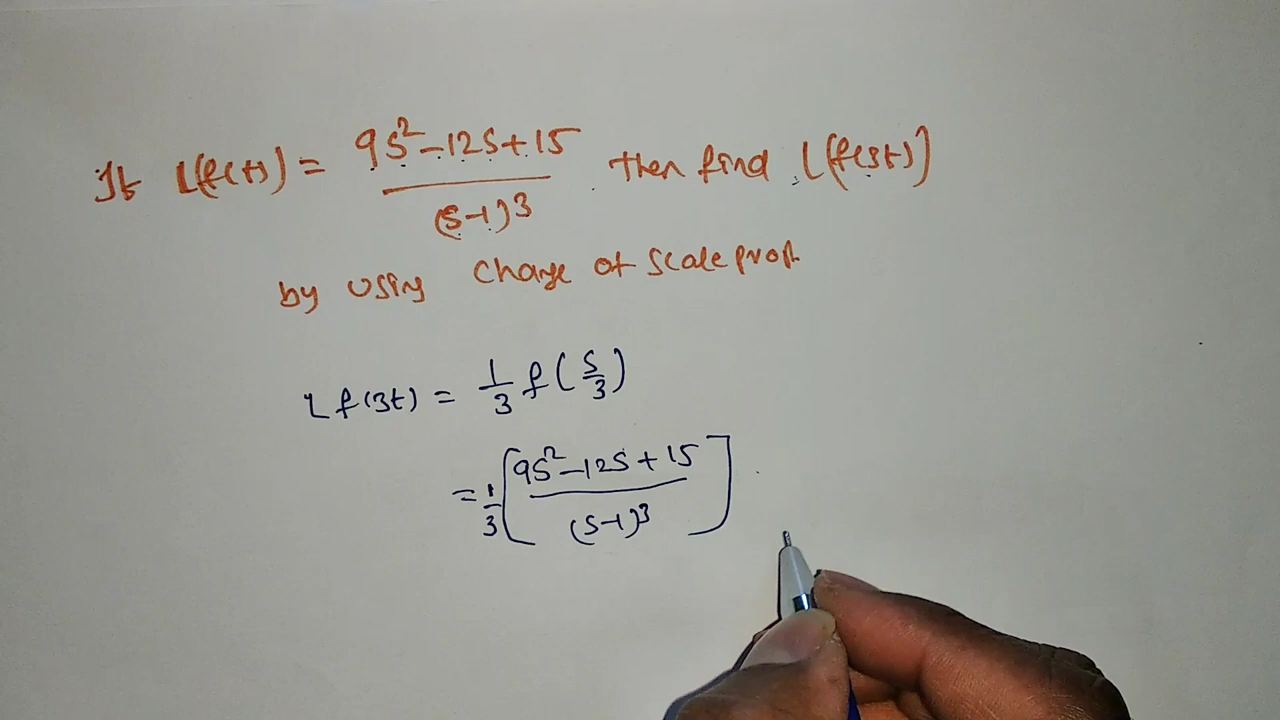 If L(f(t)) = 9s² - 12s + 15 / (s-1)³ then find L(f(3t))
by using change of scale prop.
L f(3t) = 1/3 f(s/3)
= 1/3 [9s² - 12s + 15 / (s-1)³]